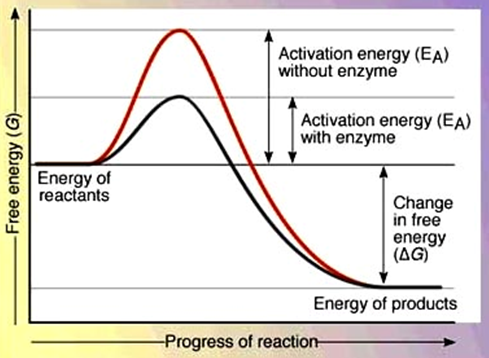 Activation energy (EA)
without enzyme
Activation energy (EA)
with enzyme
Energy of
reactants
Free energy (G)
Change
in free
energy
(ΔG)
Energy of products
Progress of reaction